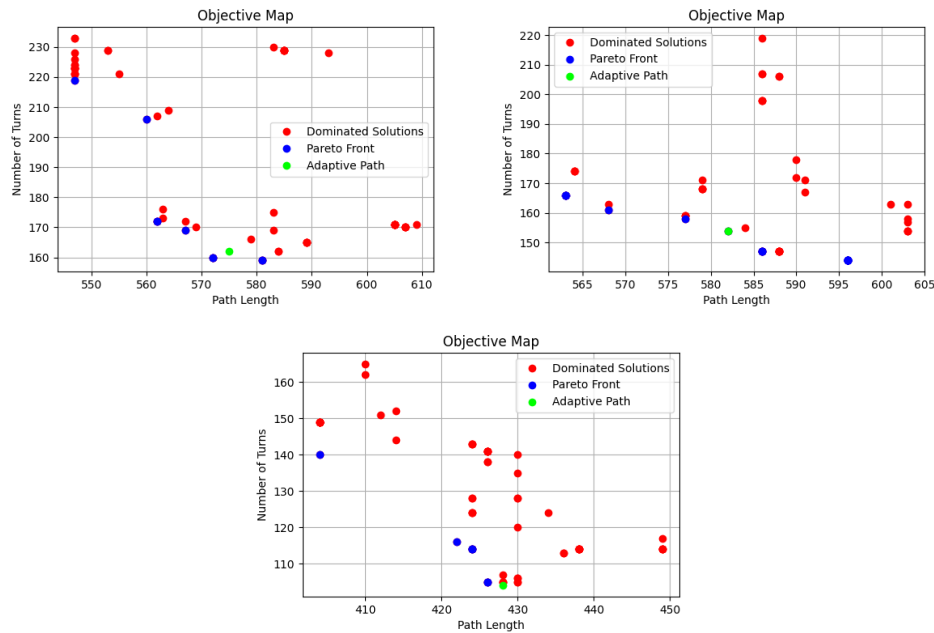 Objective Map
230
220
210
200
190
180
170
160
Number of Turns
Dominated Solutions
Pareto Front
Adaptive Path
550 560 570 580 590 600 610
Path Length
Objective Map
220
210
200
190
180
170
160
150
Number of Turns
Dominated Solutions
Pareto Front
Adaptive Path
565 570 575 580 585 590 595 600 605
Path Length
Objective Map
160
150
140
130
120
110
Number of Turns
Dominated Solutions
Pareto Front
Adaptive Path
410 420 430 440 450
Path Length